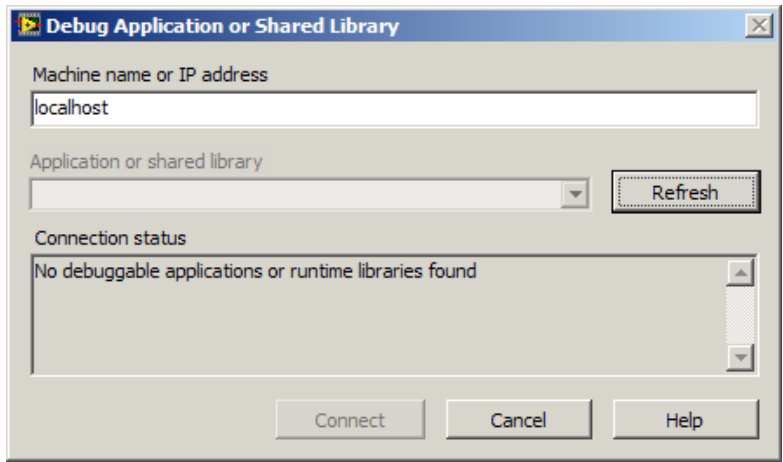 Debug Application or Shared Library
Machine name or IP address
localhost
Application or shared library
Refresh
Connection status
No debuggable applications or runtime libraries found
Connect
Cancel
Help